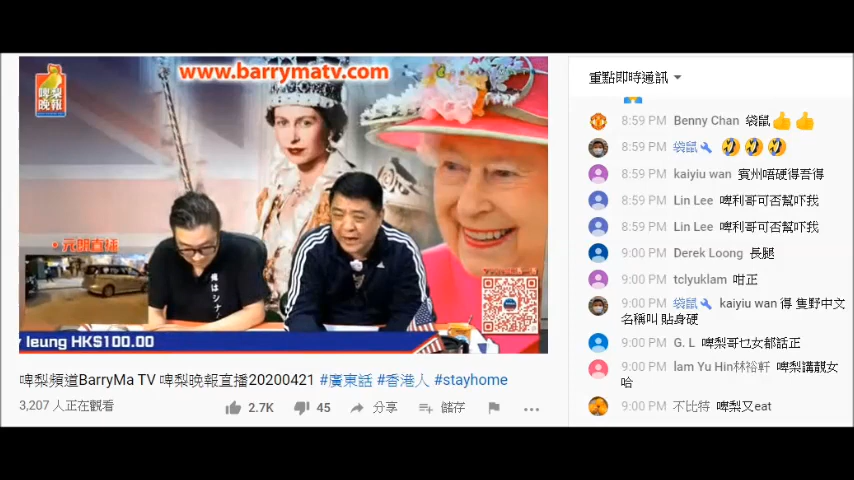 www.barrymatv.com
啤梨
晚報
元朗直播
俺はシナ
y leung HK$100.00
啤梨頻道BarryMa TV 啤梨晚報直播20200421 #廣東話 #香港人 #stayhome
3,207 人正在觀看
2.7K
45
分享
儲存
重點即時通訊
8:59 PM Benny Chan 袋鼠👍👍
8:59 PM 袋鼠 🤣🤣🤣
8:59 PM kaiyiu wan 賓州唔硬得吾得
8:59 PM Lin Lee 啤利哥可否幫吓我
8:59 PM Lin Lee 啤利哥可否幫吓我
9:00 PM Derek Loong 長腿
9:00 PM tclyuklam 咁正
9:00 PM 袋鼠 kaiyiu wan 得 隻野中文
名稱叫 貼身硬
9:00 PM G. L 啤梨哥乜女都話正
9:00 PM lam Yu Hin林裕軒 啤梨講靚女
哈
9:00 PM 不比特 啤梨又eat